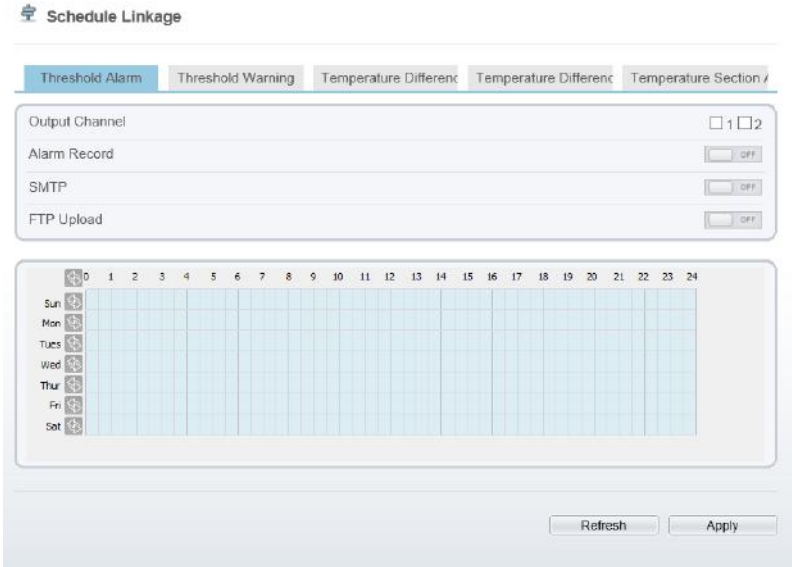 Schedule Linkage
Threshold Alarm Threshold Warning Temperature Differenc Temperature Differenc Temperature Section A
Output Channel 1 2
Alarm Record OFF
SMTP OFF
FTP Upload OFF
0 1 2 3 4 5 6 7 8 9 10 11 12 13 14 15 16 17 18 19 20 21 22 23 24
Sun
Mon
Tues
Wed
Thur
Fri
Sat
Refresh Apply